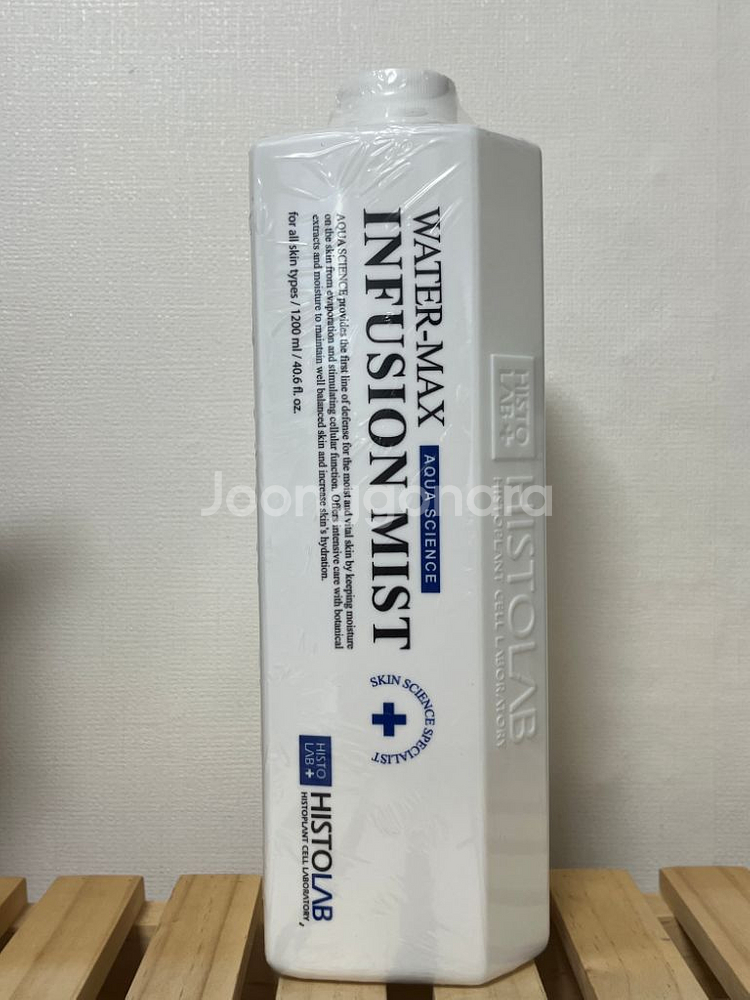 WATER-MAX
AQUA SCIENCE
INFUSION MIST
AQUA SCIENCE provides the first line of defense for the moist and vital skin by keeping moisture
on the skin from evaporation and stimulating cellular function. Offers intensive care with botanical
extracts and moisture to maintain well balanced skin and increase skin's hydration.
for all skin types / 1200 ml / 40.6 fl. oz.
SKIN SCIENCE SPECIALIST
HISTO
LAB+
HISTOLAB
HISTOPLANT CELL LABORATORY
HISTO
LAB+
HISTOLAB
HISTOPLANT CELL LABORATORY
Joonggonara